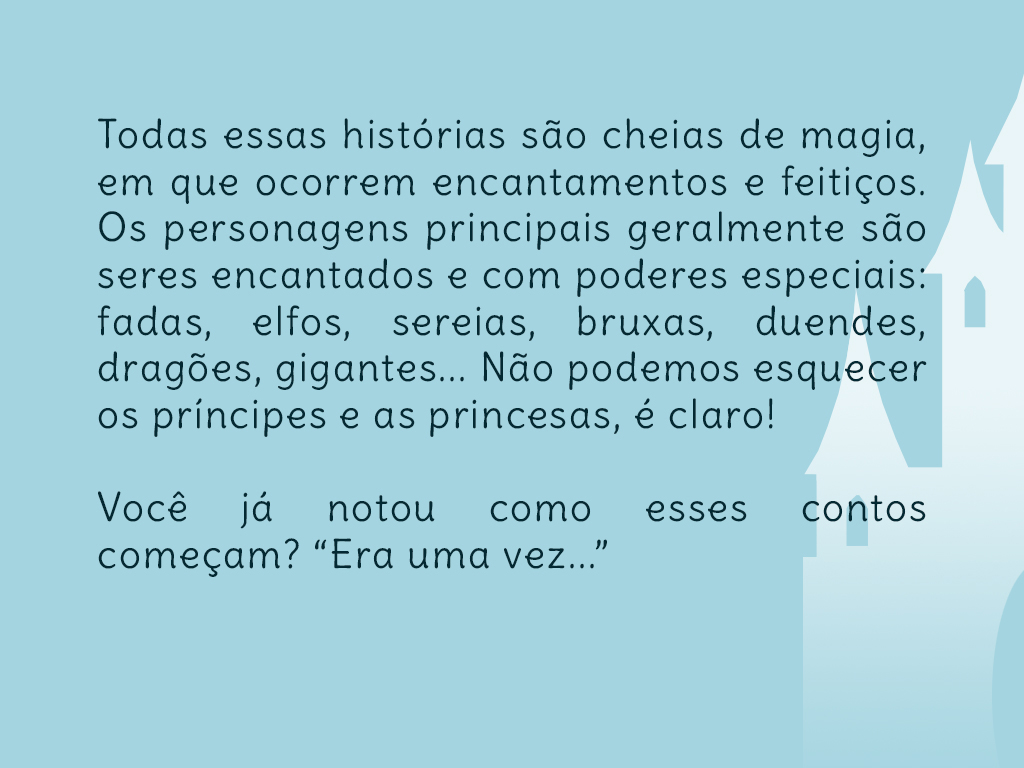 Todas essas histórias são cheias de magia,
em que ocorrem encantamentos e feitiços.
Os personagens principais geralmente são
seres encantados e com poderes especiais:
fadas, elfos, sereias, bruxas, duendes,
dragões, gigantes... Não podemos esquecer
os príncipes e as princesas, é claro!
Você já notou como esses contos
começam? “Era uma vez...”